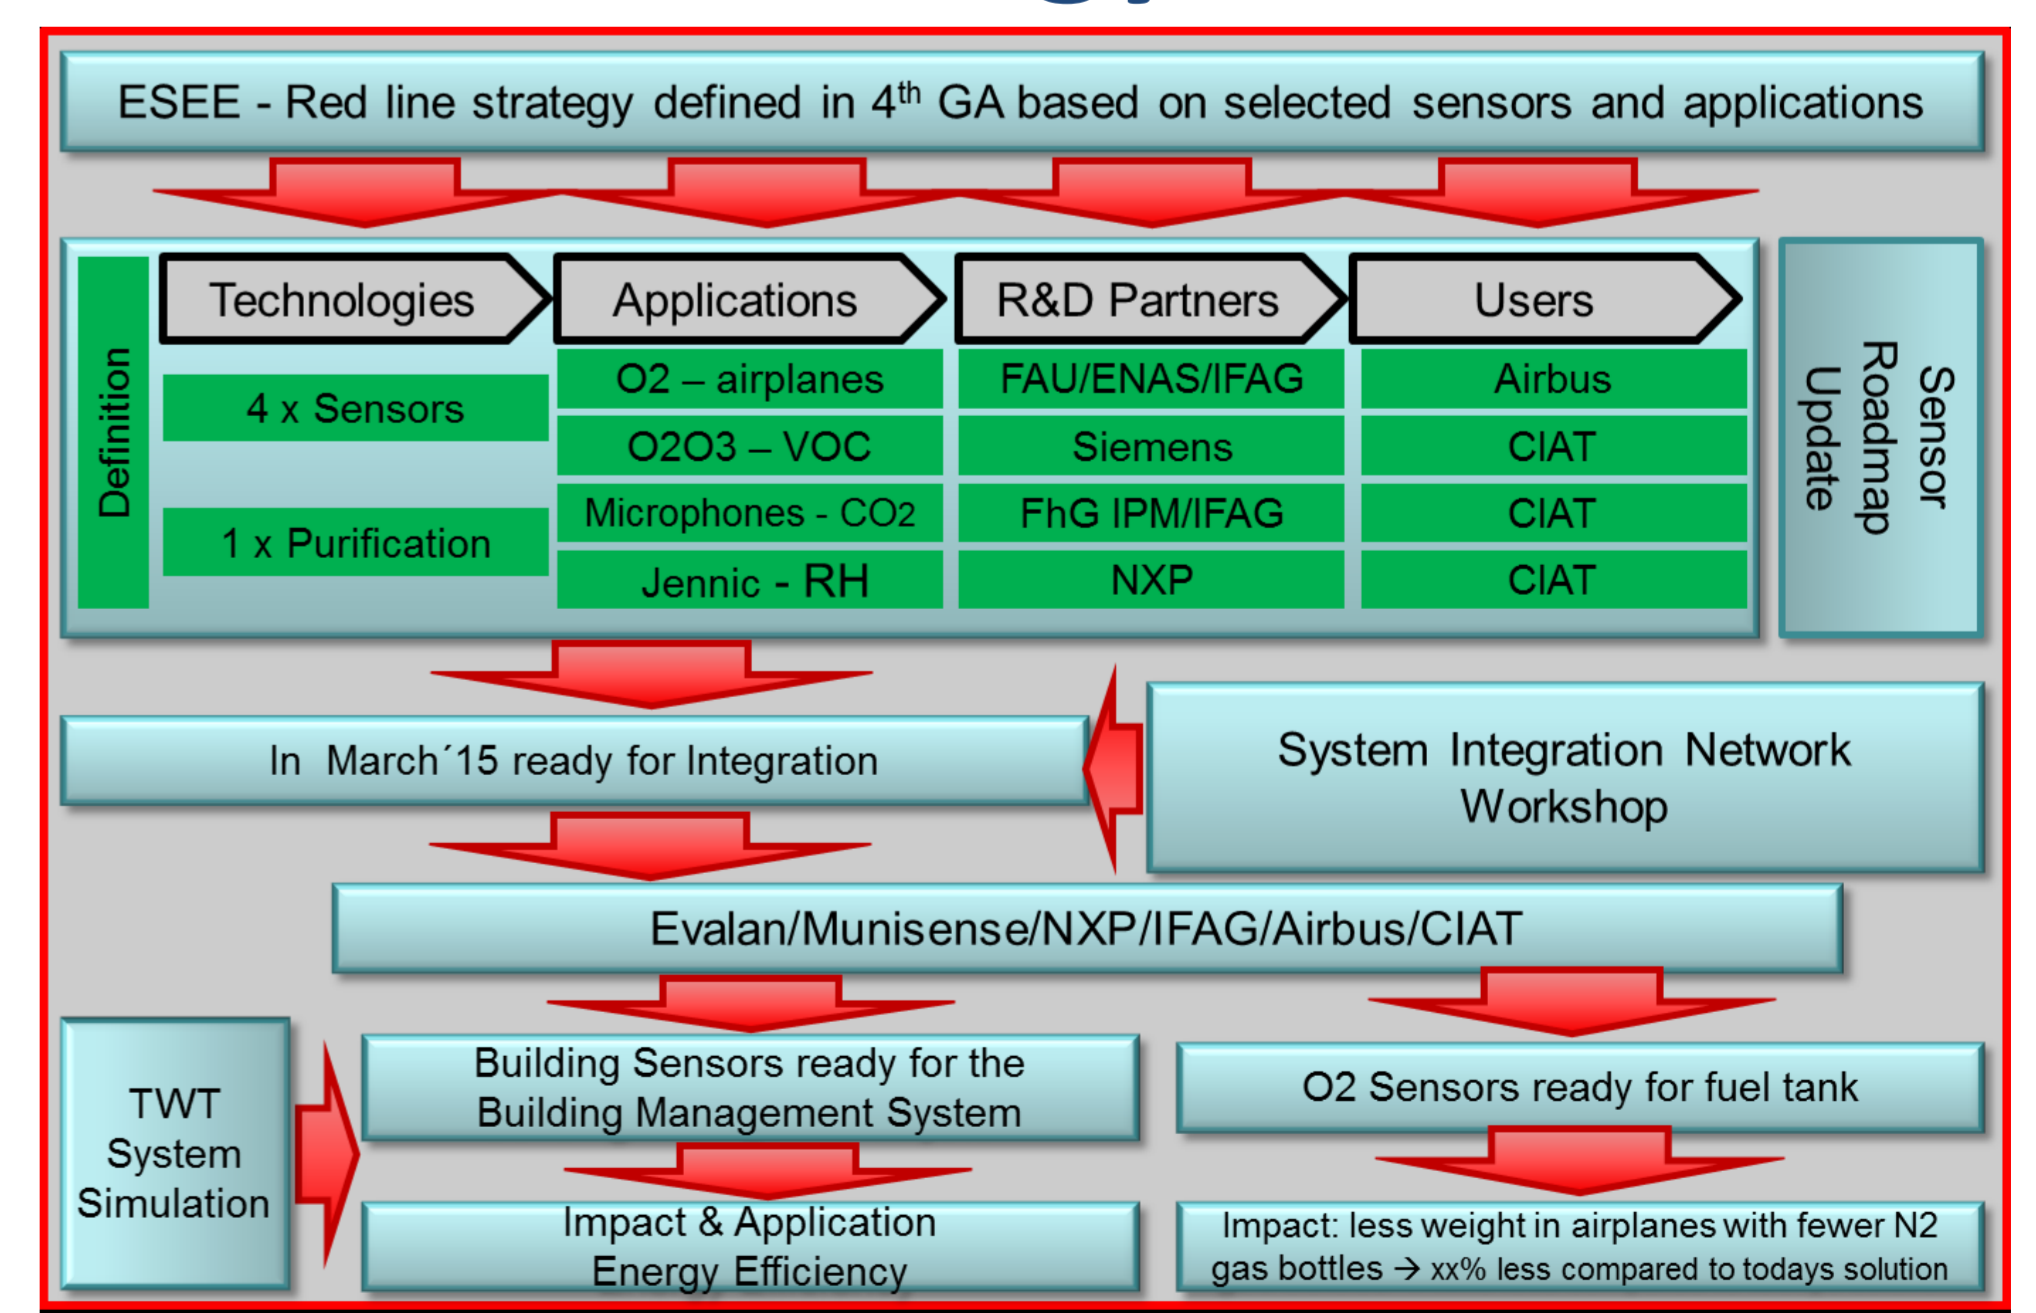 ESEE - Red line strategy defined in 4th GA based on selected sensors and applications
Definition
Technologies
Applications
R&D Partners
Users
4 x Sensors
1 x Purification
O2 – airplanes
FAU/ENAS/IFAG
Airbus
O2O3 – VOC
Siemens
CIAT
Microphones - CO2
FhG IPM/IFAG
CIAT
Jennic - RH
NXP
CIAT
Sensor
Roadmap
Update
In March´15 ready for Integration
System Integration Network
Workshop
Evalan/Munisense/NXP/IFAG/Airbus/CIAT
TWT
System
Simulation
Building Sensors ready for the
Building Management System
O2 Sensors ready for fuel tank
Impact & Application
Energy Efficiency
Impact: less weight in airplanes with fewer N2
gas bottles → xx% less compared to todays solution